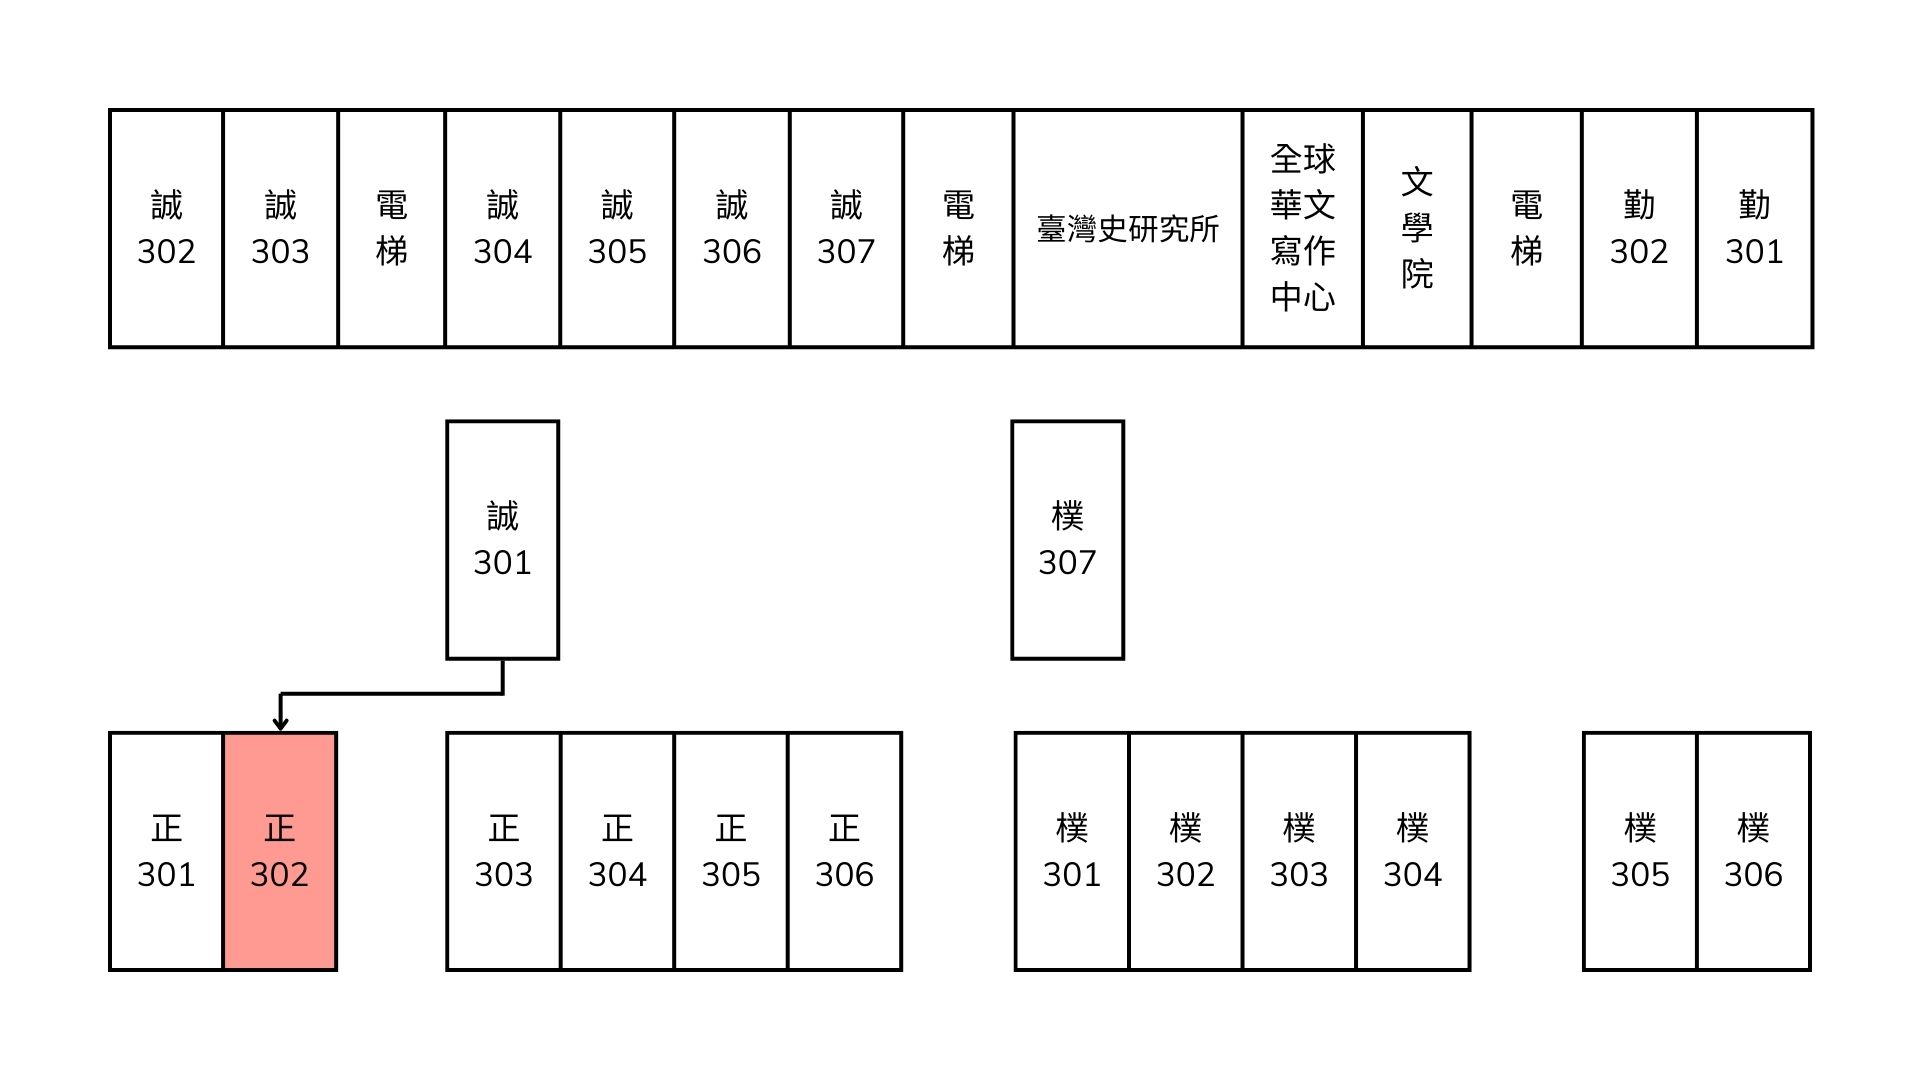 誠
302
誠
303
電
梯
誠
304
誠
305
誠
306
誠
307
電
梯
臺灣史研究所
全球
華文
寫作
中心
文
學
院
電
梯
勤
302
勤
301
誠
301
樸
307
正
301
正
302
正
303
正
304
正
305
正
306
樸
301
樸
302
樸
303
樸
304
樸
305
樸
306